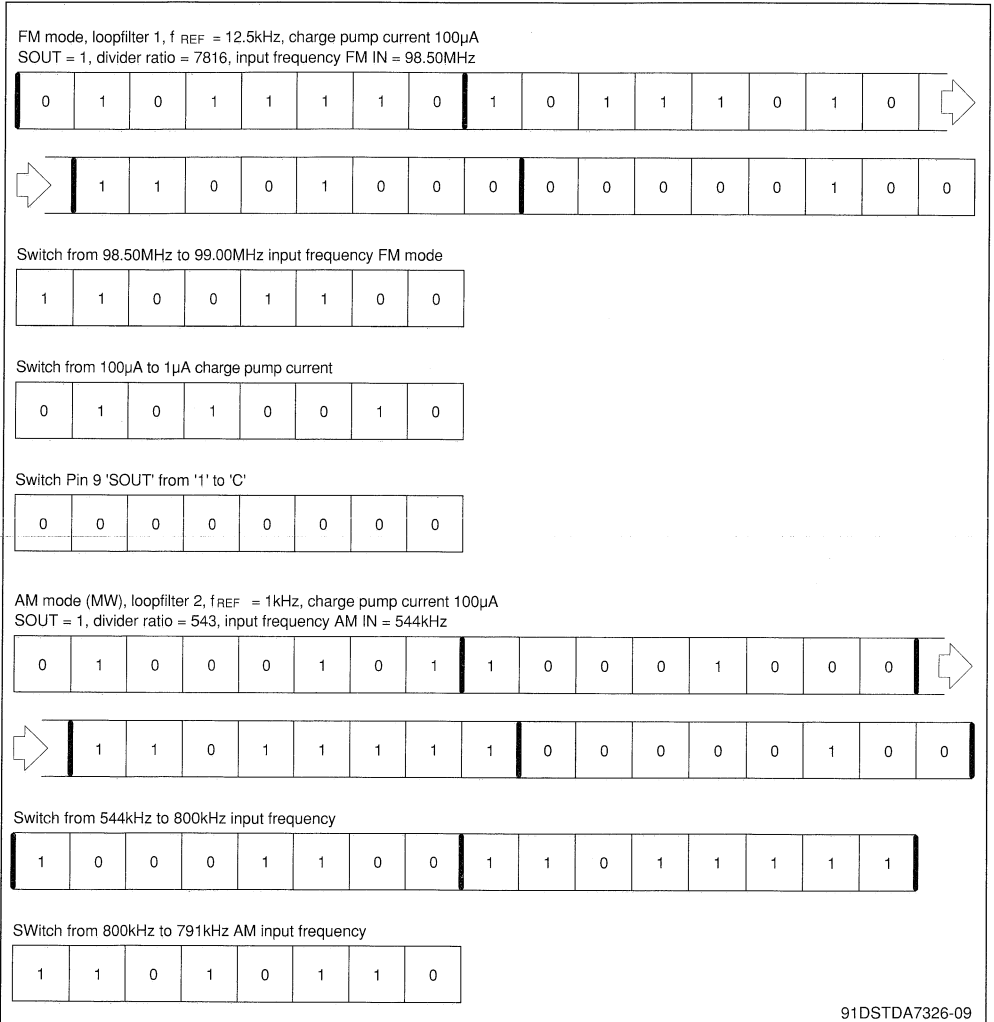 FM mode, loopfilter 1, f REF = 12.5kHz, charge pump current 100µA
SOUT = 1, divider ratio = 7816, input frequency FM IN = 98.50MHz
0 1 0 1 1 1 1 0 1 0 1 1 1 0 1 0
1 1 0 0 1 0 0 0 0 0 0 0 0 1 0 0
Switch from 98.50MHz to 99.00MHz input frequency FM mode
1 1 0 0 1 1 0 0
Switch from 100µA to 1µA charge pump current
0 1 0 1 0 0 1 0
Switch Pin 9 'SOUT' from '1' to 'C'
0 0 0 0 0 0 0 0
AM mode (MW), loopfilter 2, f REF = 1kHz, charge pump current 100µA
SOUT = 1, divider ratio = 543, input frequency AM IN = 544kHz
0 1 0 0 0 1 0 1 1 0 0 0 1 0 0 0
1 1 0 1 1 1 1 1 0 0 0 0 0 1 0 0
Switch from 544kHz to 800kHz input frequency
1 0 0 0 1 1 0 0 1 1 0 1 1 1 1 1
SWitch from 800kHz to 791kHz AM input frequency
1 1 0 1 0 1 1 0
91DSTDA7326-09